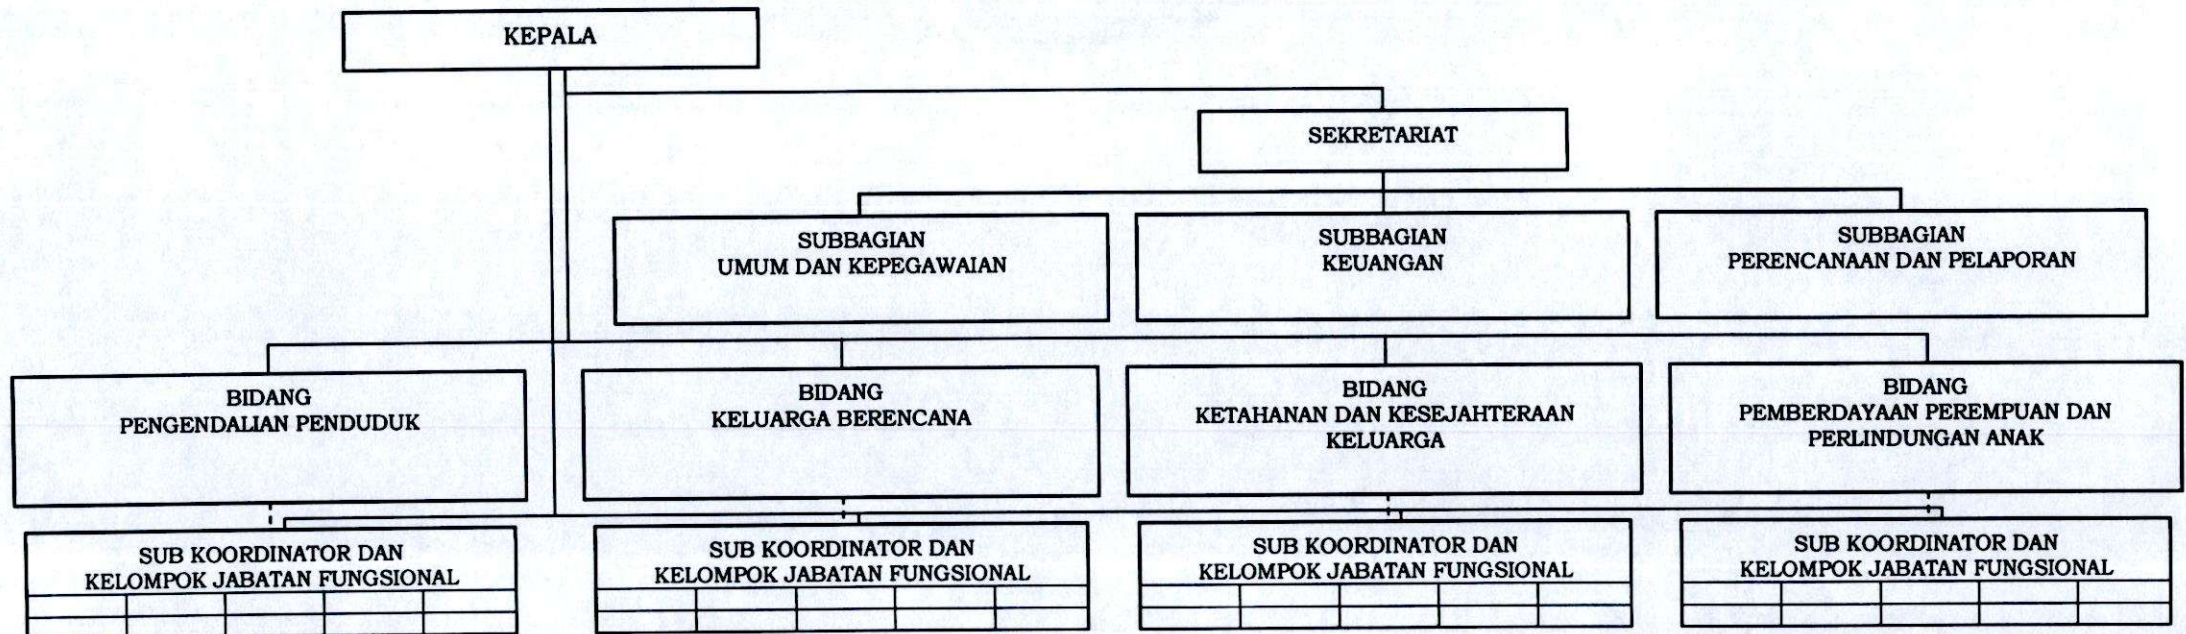 KEPALA
SEKRETARIAT
SUBBAGIAN
UMUM DAN KEPEGAWAIAN
SUBBAGIAN
KEUANGAN
SUBBAGIAN
PERENCANAAN DAN PELAPORAN
BIDANG
PENGENDALIAN PENDUDUK
BIDANG
KELUARGA BERENCANA
BIDANG
KETAHANAN DAN KESEJAHTERAAN
KELUARGA
BIDANG
PEMBERDAYAAN PEREMPUAN DAN
PERLINDUNGAN ANAK
SUB KOORDINATOR DAN
KELOMPOK JABATAN FUNGSIONAL
SUB KOORDINATOR DAN
KELOMPOK JABATAN FUNGSIONAL
SUB KOORDINATOR DAN
KELOMPOK JABATAN FUNGSIONAL
SUB KOORDINATOR DAN
KELOMPOK JABATAN FUNGSIONAL